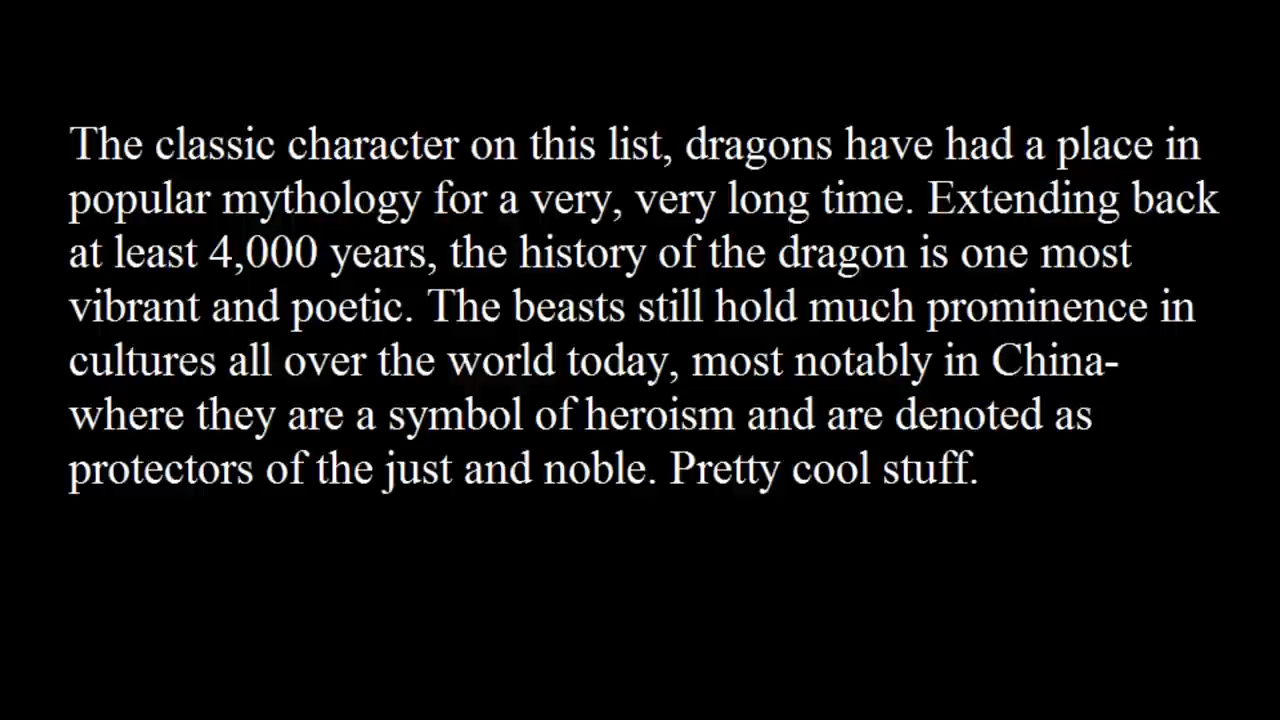 The classic character on this list, dragons have had a place in
popular mythology for a very, very long time. Extending back
at least 4,000 years, the history of the dragon is one most
vibrant and poetic. The beasts still hold much prominence in
cultures all over the world today, most notably in China-
where they are a symbol of heroism and are denoted as
protectors of the just and noble. Pretty cool stuff.